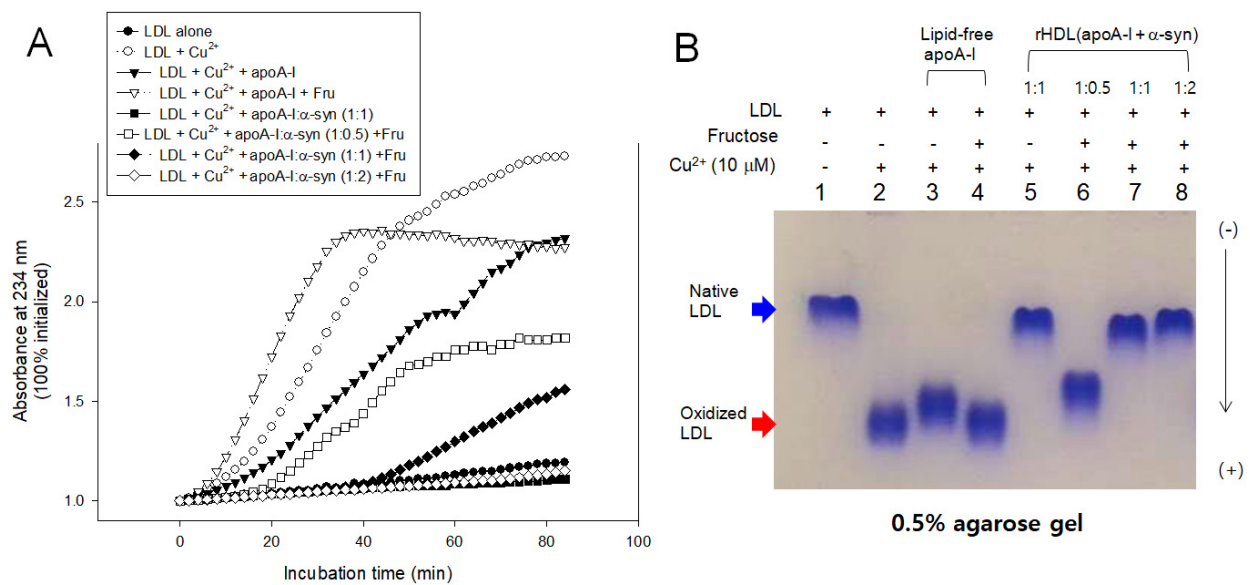 A
LDL alone
LDL + Cu²⁺
LDL + Cu²⁺ + apoA-I
LDL + Cu²⁺ + apoA-I + Fru
LDL + Cu²⁺ + apoA-I:α-syn (1:1)
LDL + Cu²⁺ + apoA-I:α-syn (1:0.5) +Fru
LDL + Cu²⁺ + apoA-I:α-syn (1:1) +Fru
LDL + Cu²⁺ + apoA-I:α-syn (1:2) +Fru
Absorbance at 234 nm
(100% initialized)
2.5
2.0
1.5
1.0
0 20 40 60 80 100
Incubation time (min)
B
Lipid-free
apoA-I
rHDL(apoA-I + α-syn)
1:1 1:0.5 1:1 1:2
LDL + + + + + + + +
Fructose - - - + - + + +
Cu²⁺ (10 μM) - + + + + + + +
1 2 3 4 5 6 7 8
Native
LDL
Oxidized
LDL
(-)
(+)
0.5% agarose gel